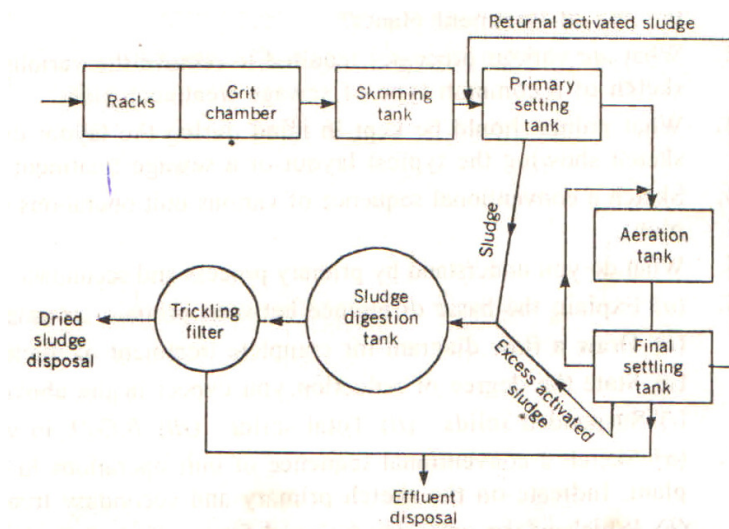 Returnal activated sludge
Racks
Grit
chamber
Skmming
tank
Primary
setting
tank
Sludge
Aeration
tank
Sludge
digestion
tank
Trickling
filter
Dried
sludge
disposal
Final
settling
tank
Excess activated
sludge
Effluent
disposal